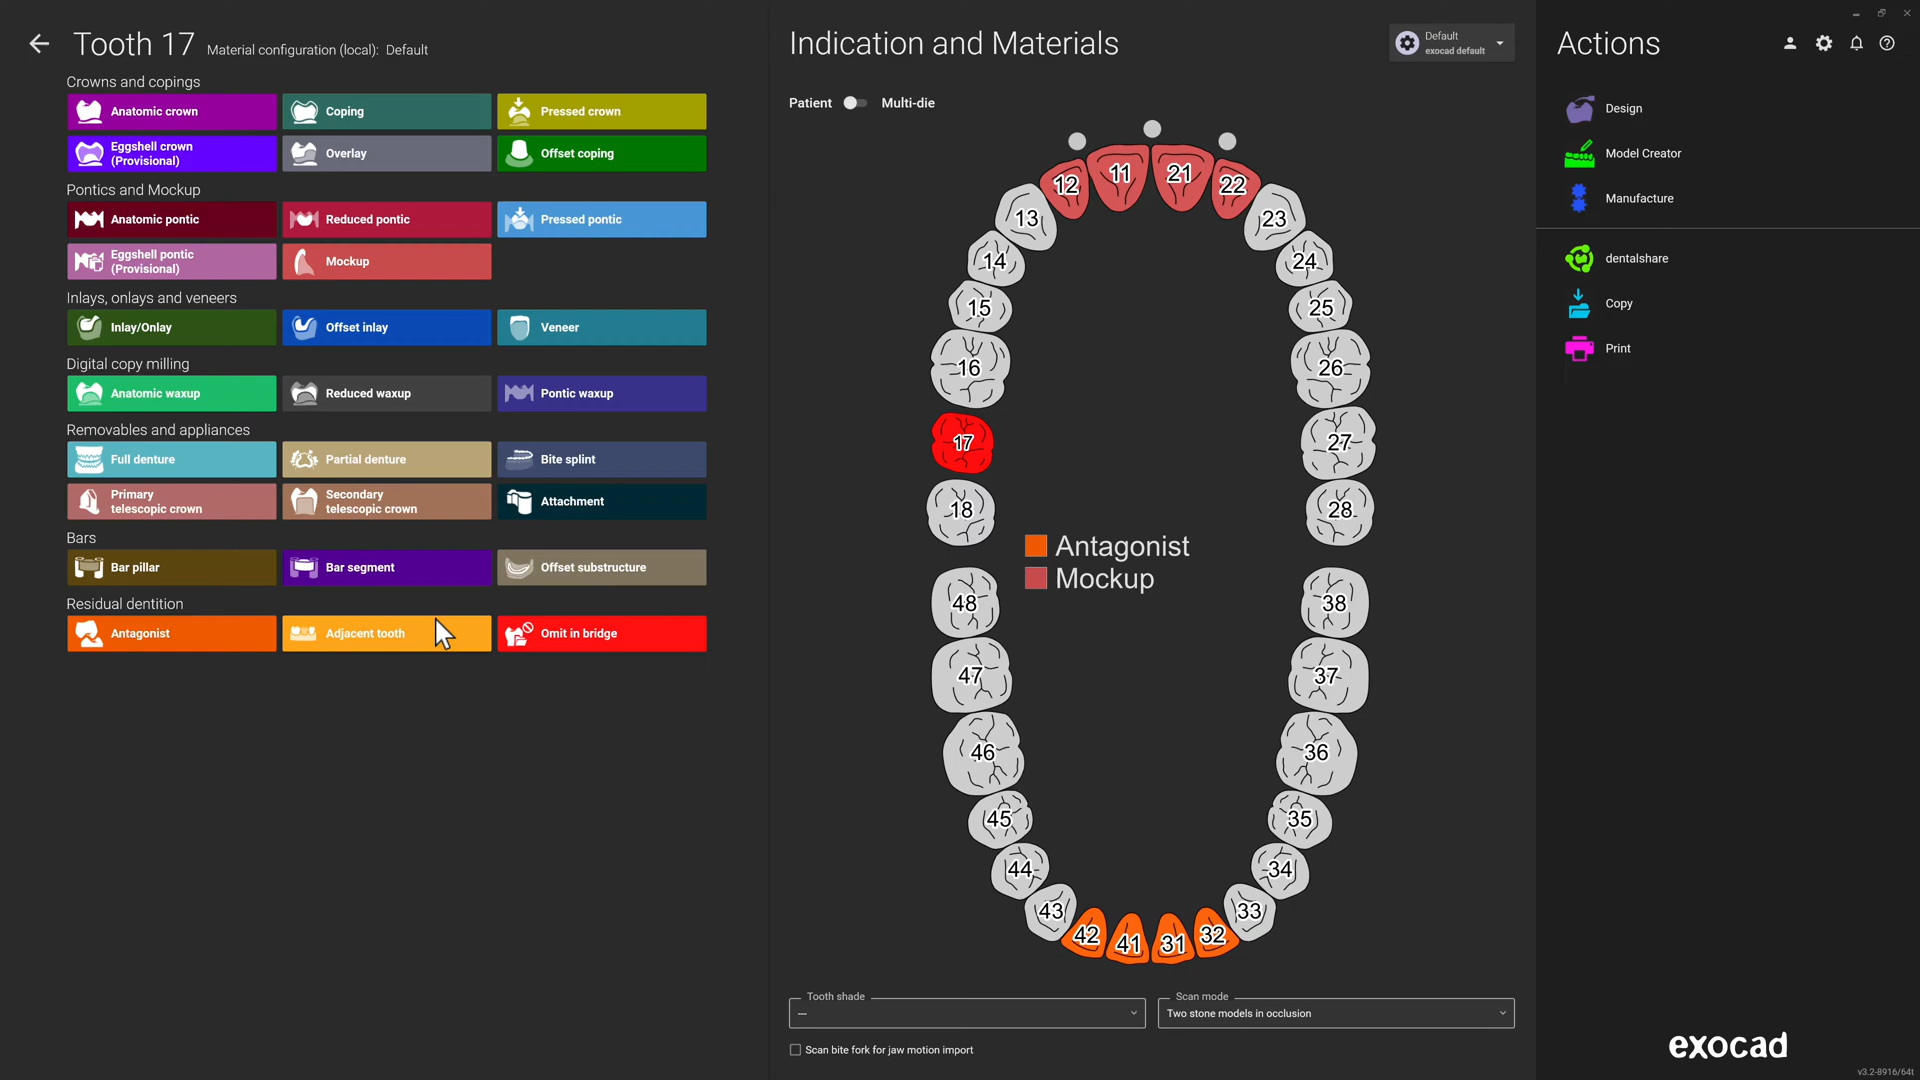 Tooth 17 Material configuration (local): Default
Crowns and copings
Anatomic crown
Coping
Pressed crown
Eggshell crown
(Provisional)
Overlay
Offset coping
Pontics and Mockup
Anatomic pontic
Reduced pontic
Pressed pontic
Eggshell pontic
(Provisional)
Mockup
Inlays, onlays and veneers
Inlay/Onlay
Offset inlay
Veneer
Digital copy milling
Anatomic waxup
Reduced waxup
Pontic waxup
Removables and appliances
Full denture
Partial denture
Bite splint
Primary
telescopic crown
Secondary
telescopic crown
Attachment
Bars
Bar pillar
Bar segment
Offset substructure
Residual dentition
Antagonist
Adjacent tooth
Omit in bridge
Indication and Materials
Default
exocad default
Patient
Multi-die
11
21
12
22
13
23
14
24
15
25
16
26
17
27
18
28
Antagonist
Mockup
48
38
47
37
46
36
45
35
44
34
43
33
42
41
31
32
Tooth shade
---
Scan mode
Two stone models in occlusion
Scan bite fork for jaw motion import
Actions
Design
Model Creator
Manufacture
dentalshare
Copy
Print
exocad
v3.2-8916/64t